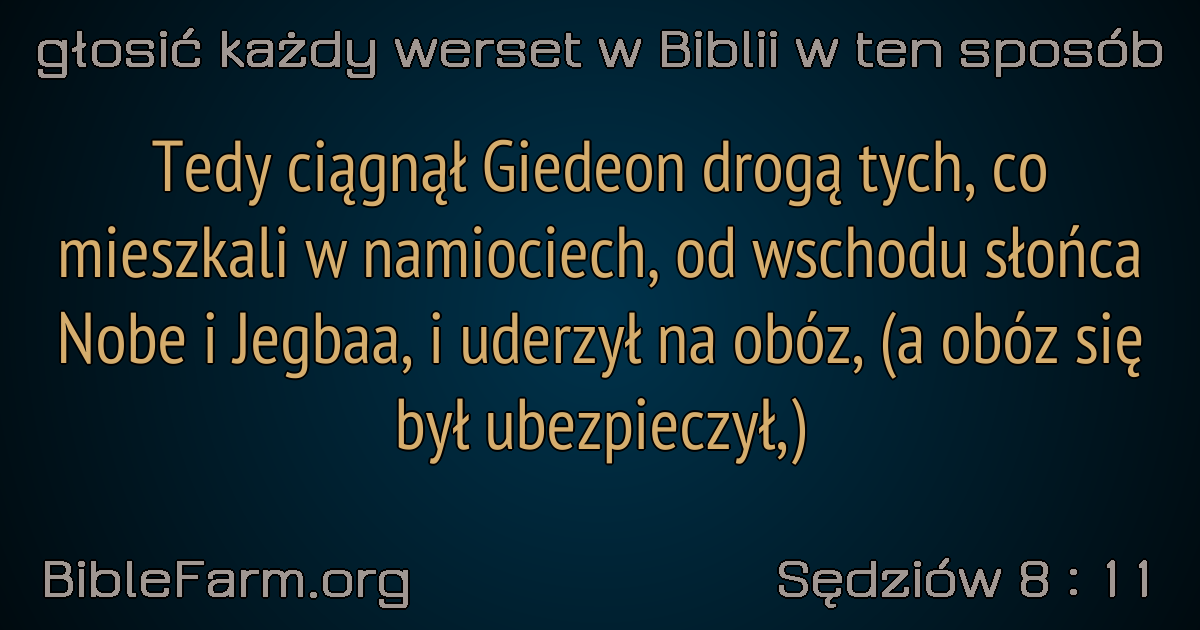 głosić każdy werset w Biblii w ten sposób
Tedy ciągnął Giedeon drogą tych, co
mieszkali w namiociech, od wschodu słońca
Nobe i Jegbaa, i uderzył na obóz, (a obóz się
był ubezpieczył,)
BibleFarm.org
Sędziów 8 : 11